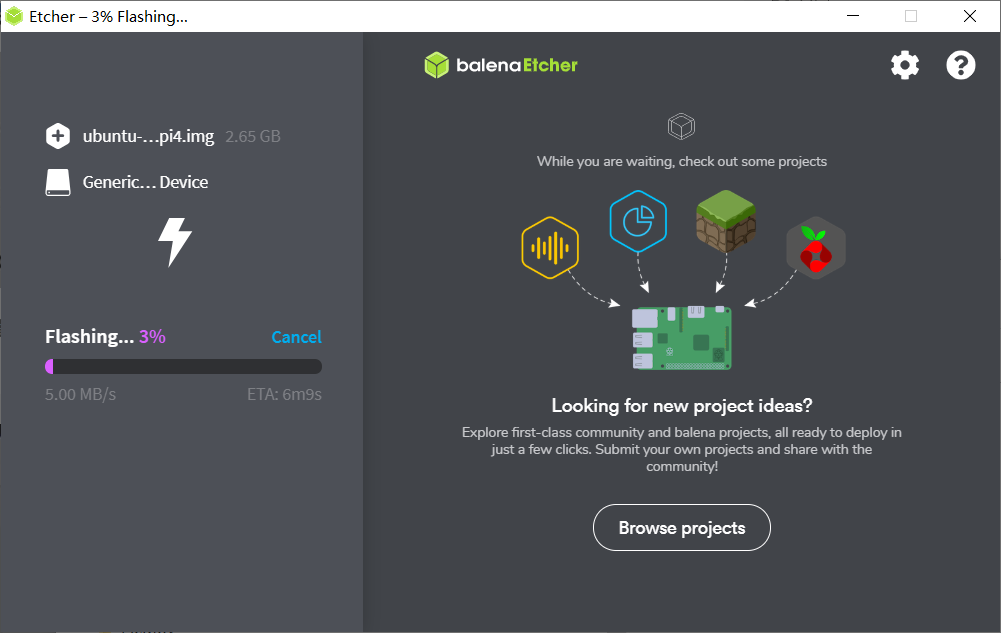 Etcher – 3% Flashing...
balenaEtcher
ubuntu-...pi4.img 2.65 GB
Generic... Device
While you are waiting, check out some projects
Flashing... 3% Cancel
5.00 MB/s ETA: 6m9s
Looking for new project ideas?
Explore first-class community and balena projects, all ready to deploy in
just a few clicks. Submit your own projects and share with the
community!
Browse projects